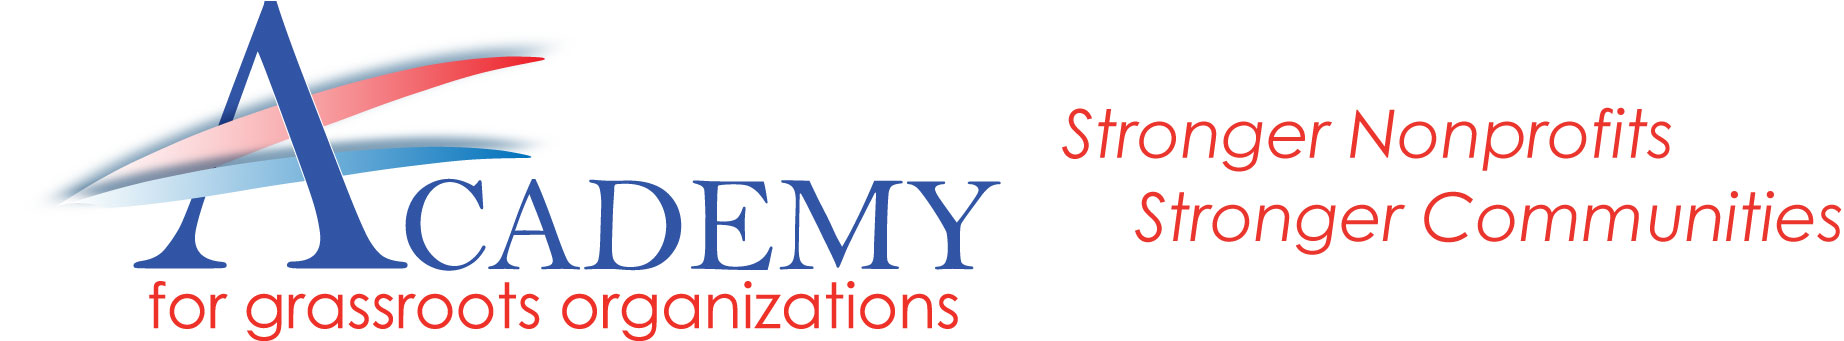 ACADEMY
for grassroots organizations
Stronger Nonprofits
Stronger Communities